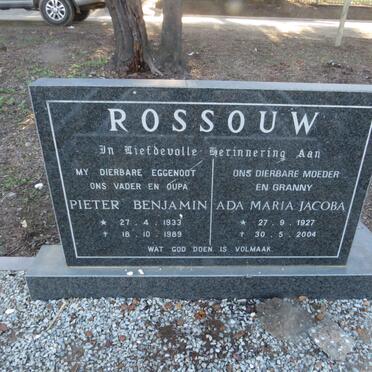 ROSSOUW
In Liefdevolle Herinnering Aan
MY DIERBARE EGGENOOT
ONS VADER EN OUPA
PIETER BENJAMIN
* 27 . 4 . 1933
† 18 . 10 . 1989
ONS DIERBARE MOEDER
EN GRANNY
ADA MARIA JACOBA
* 27 . 9 . 1927
† 30 . 5 . 2004
WAT GOD DOEN IS VOLMAAK